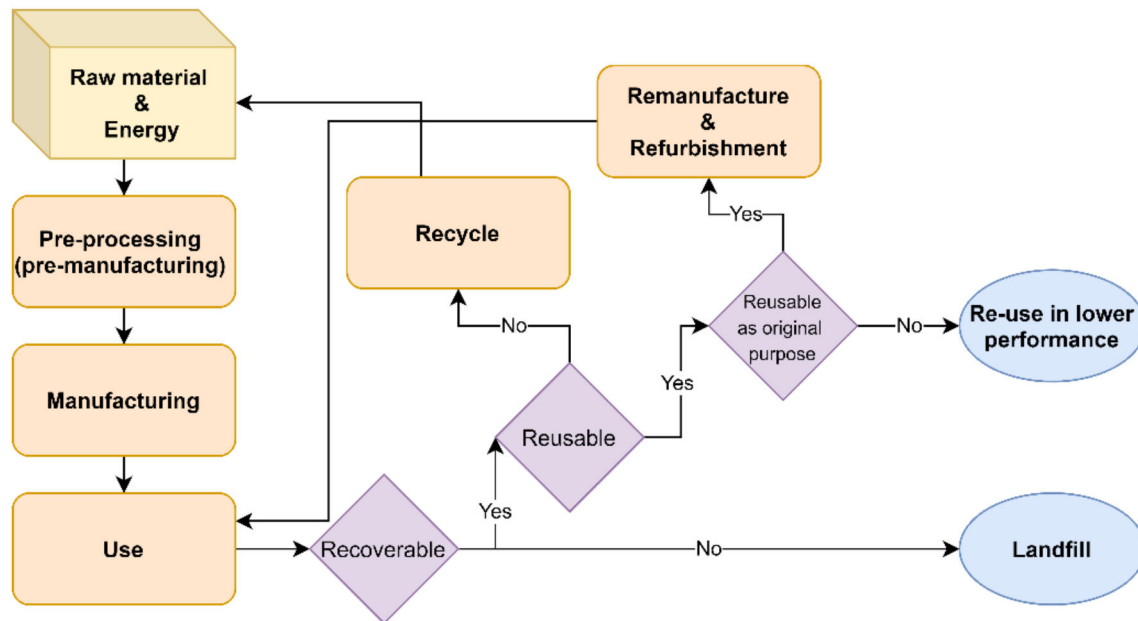 Raw material
&
Energy
Remanufacture
&
Refurbishment
Pre-processing
(pre-manufacturing)
Recycle
Yes
Reusable
as original
purpose
No
Re-use in lower
performance
No
Manufacturing
Yes
Reusable
Yes
Use
Recoverable
No
Landfill